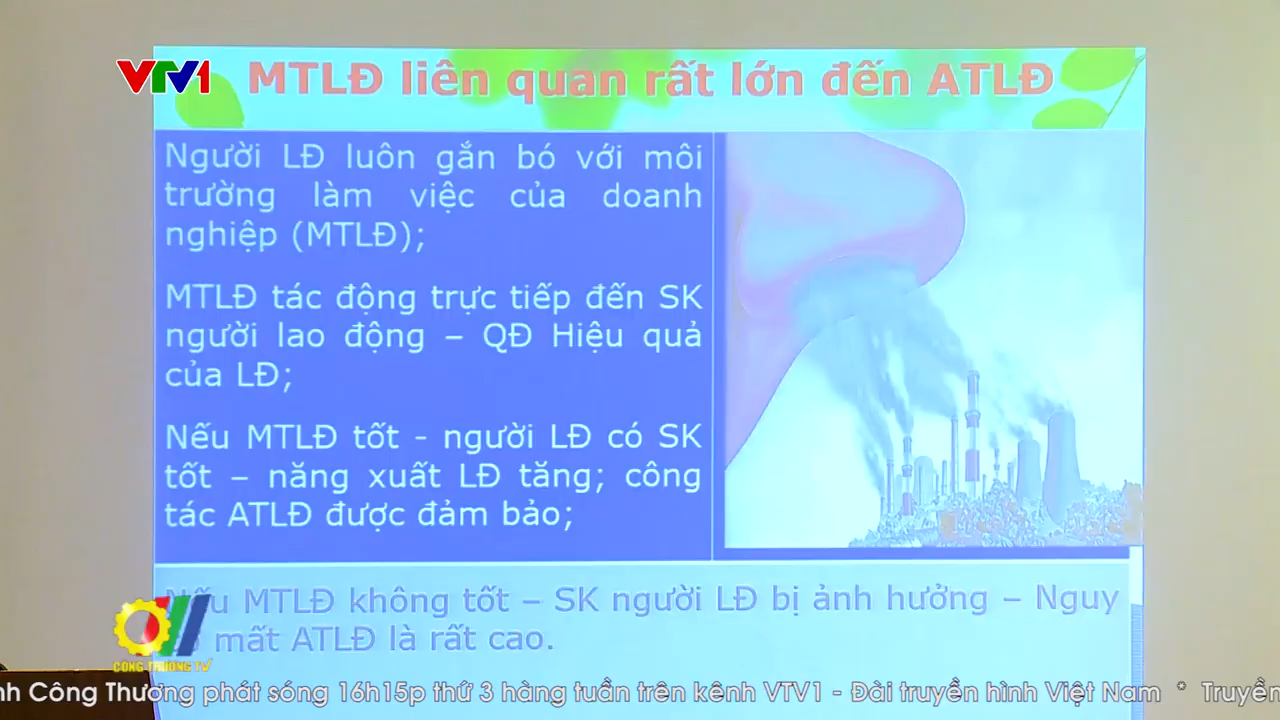 VTV1
MTLĐ liên quan rất lớn đến ATLĐ
Người LĐ luôn gắn bó với môi
trường làm việc của doanh
nghiệp (MTLĐ);
MTLĐ tác động trực tiếp đến SK
người lao động – QĐ Hiệu quả
của LĐ;
Nếu MTLĐ tốt - người LĐ có SK
tốt – năng xuất LĐ tăng; công
tác ATLĐ được đảm bảo;
Nếu MTLĐ không tốt – SK người LĐ bị ảnh hưởng – Nguy
mất ATLĐ là rất cao.
CÔNG THƯƠNG TV
Công Thương phát sóng 16h15p thứ 3 hàng tuần trên kênh VTV1 - Đài truyền hình Việt Nam * Truyền